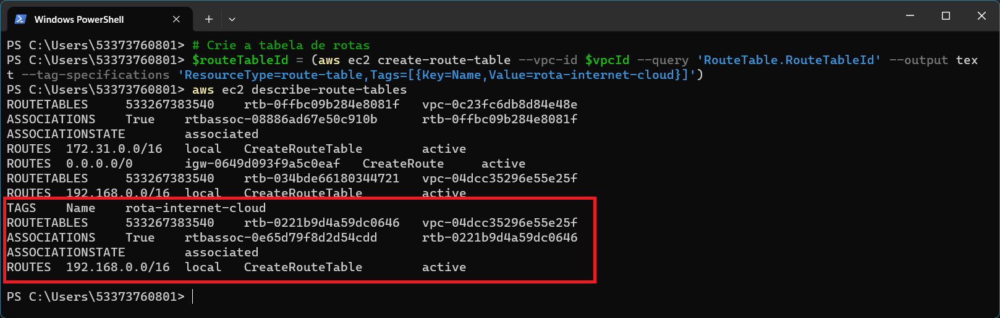 Windows PowerShell
PS C:\Users\53373760801> # Crie a tabela de rotas
PS C:\Users\53373760801> $routeTableId = (aws ec2 create-route-table --vpc-id $vpcId --query 'RouteTable.RouteTableId' --output tex
t --tag-specifications 'ResourceType=route-table,Tags=[{Key=Name,Value=rota-internet-cloud}]')
PS C:\Users\53373760801> aws ec2 describe-route-tables
ROUTETABLES 533267383540 rtb-0ffbc09b284e8081f vpc-0c23fc6db8d84e48e
ASSOCIATIONS True rtbassoc-08886ad67e50c910b rtb-0ffbc09b284e8081f
ASSOCIATIONSTATE associated
ROUTES 172.31.0.0/16 local CreateRouteTable active
ROUTES 0.0.0.0/0 igw-0649d093f9a5c0eaf CreateRoute active
ROUTETABLES 533267383540 rtb-034bde66180344721 vpc-04dcc35296e55e25f
ROUTES 192.168.0.0/16 local CreateRouteTable active
TAGS Name rota-internet-cloud
ROUTETABLES 533267383540 rtb-0221b9d4a59dc0646 vpc-04dcc35296e55e25f
ASSOCIATIONS True rtbassoc-0e65d79f8d2d54cdd rtb-0221b9d4a59dc0646
ASSOCIATIONSTATE associated
ROUTES 192.168.0.0/16 local CreateRouteTable active
PS C:\Users\53373760801>